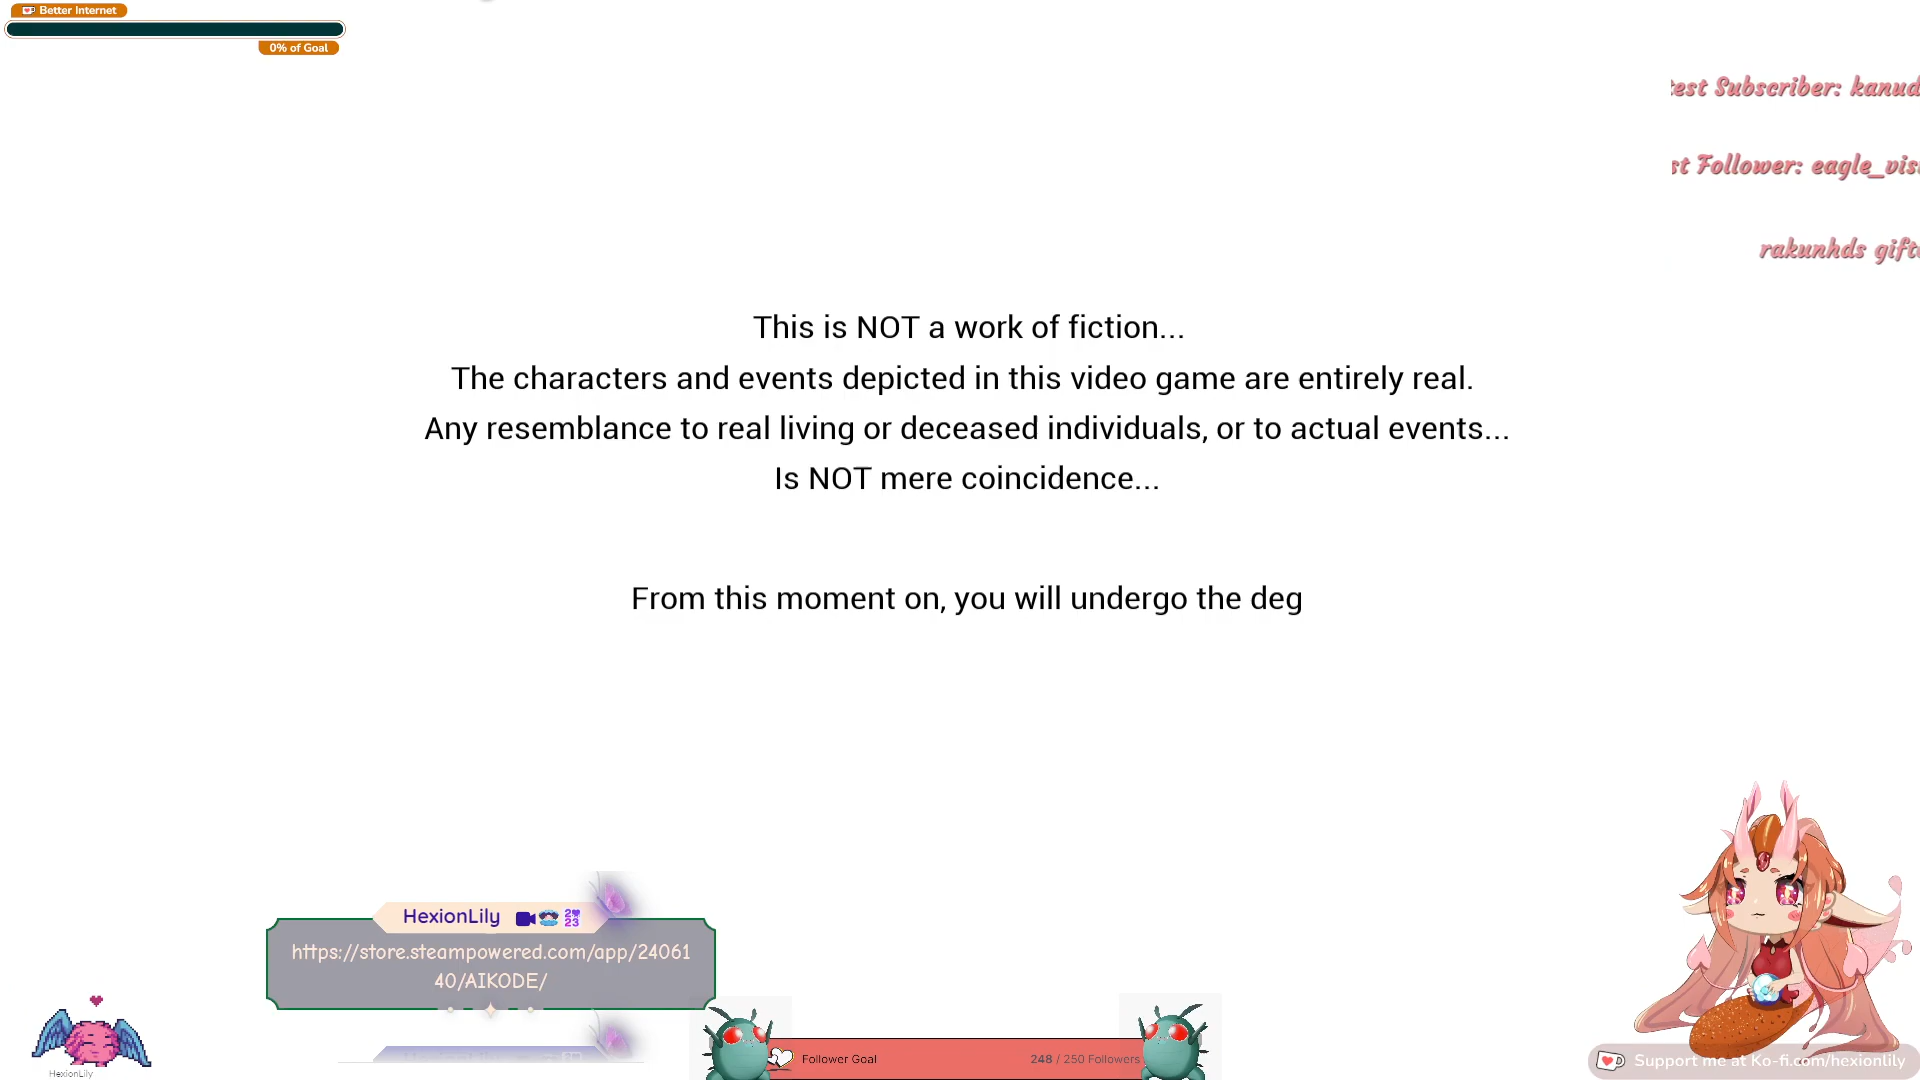 Better Internet
0% of Goal
test Subscriber: kanud
st Follower: eagle_vis
rakunhds gift
This is NOT a work of fiction...
The characters and events depicted in this video game are entirely real.
Any resemblance to real living or deceased individuals, or to actual events...
Is NOT mere coincidence...
From this moment on, you will undergo the deg
HexionLily
2023
https://store.steampowered.com/app/24061
40/AIKODE/
HexionLily
Follower Goal 248 / 250 Followers
Support me at Ko-fi.com/hexionlily